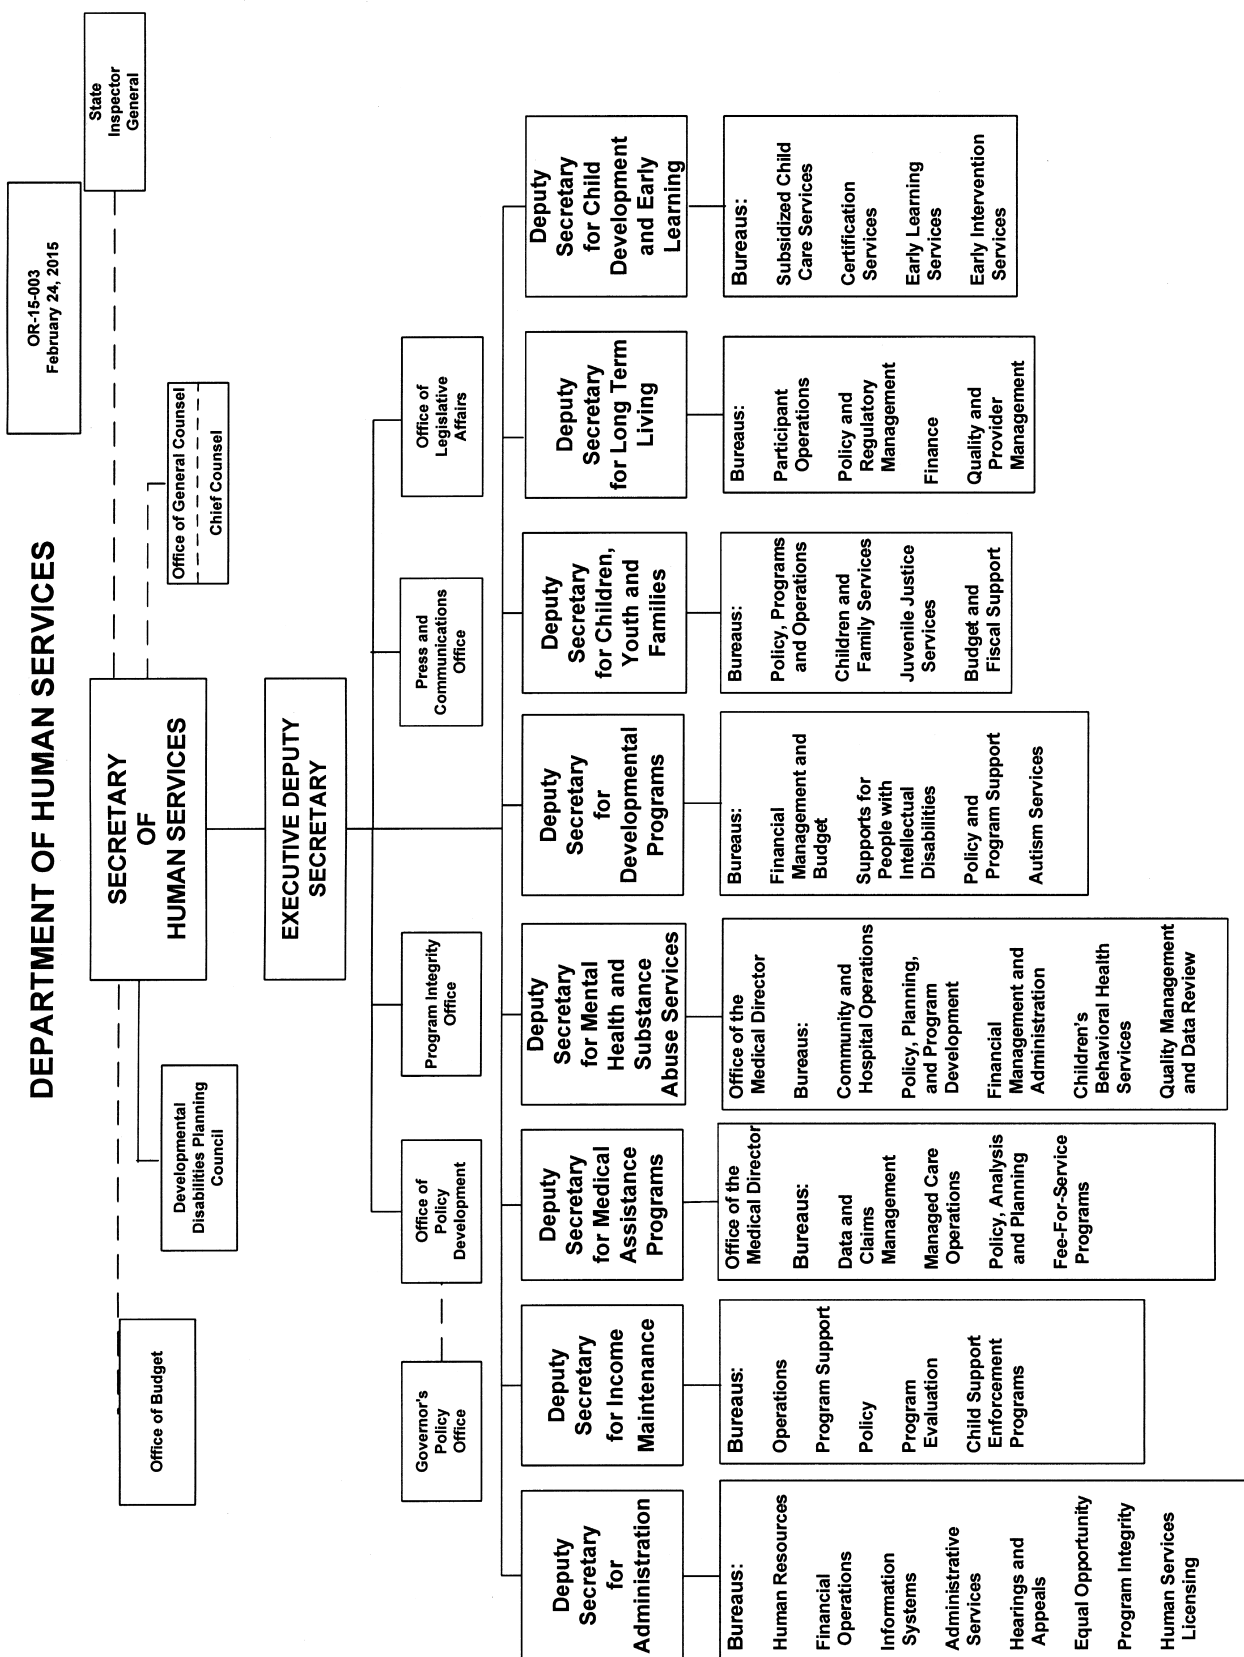 DEPARTMENT OF HUMAN SERVICES
OR-15-003
February 24, 2015
State
Inspector
General
Office of General Counsel
Chief Counsel
SECRETARY
OF
HUMAN SERVICES
Developmental
Disabilities Planning
Council
Office of Budget
EXECUTIVE DEPUTY
SECRETARY
Governor's
Policy
Office
Office of
Policy
Development
Program Integrity
Office
Press and
Communications
Office
Office of
Legislative
Affairs
Deputy
Secretary
for
Administration
Bureaus:
Human Resources
Financial
Operations
Information
Systems
Administrative
Services
Hearings and
Appeals
Equal Opportunity
Program Integrity
Human Services
Licensing
Deputy
Secretary
for Income
Maintenance
Bureaus:
Operations
Program Support
Policy
Program
Evaluation
Child Support
Enforcement
Programs
Deputy
Secretary
for Medical
Assistance
Programs
Office of the
Medical Director
Bureaus:
Data and
Claims
Management
Managed Care
Operations
Policy, Analysis
and Planning
Fee-For-Service
Programs
Deputy
Secretary
for Mental
Health and
Substance
Abuse Services
Office of the
Medical Director
Bureaus:
Community and
Hospital Operations
Policy, Planning,
and Program
Development
Financial
Management and
Administration
Children's
Behavioral Health
Services
Quality Management
and Data Review
Deputy
Secretary
for
Developmental
Programs
Bureaus:
Financial
Management and
Budget
Supports for
People with
Intellectual
Disabilities
Policy and
Program Support
Autism Services
Deputy
Secretary
for Children,
Youth and
Families
Bureaus:
Policy, Programs
and Operations
Children and
Family Services
Juvenile Justice
Services
Budget and
Fiscal Support
Deputy
Secretary
for Long Term
Living
Bureaus:
Participant
Operations
Policy and
Regulatory
Management
Finance
Quality and
Provider
Management
Deputy
Secretary
for Child
Development
and Early
Learning
Bureaus:
Subsidized Child
Care Services
Certification
Services
Early Learning
Services
Early Intervention
Services